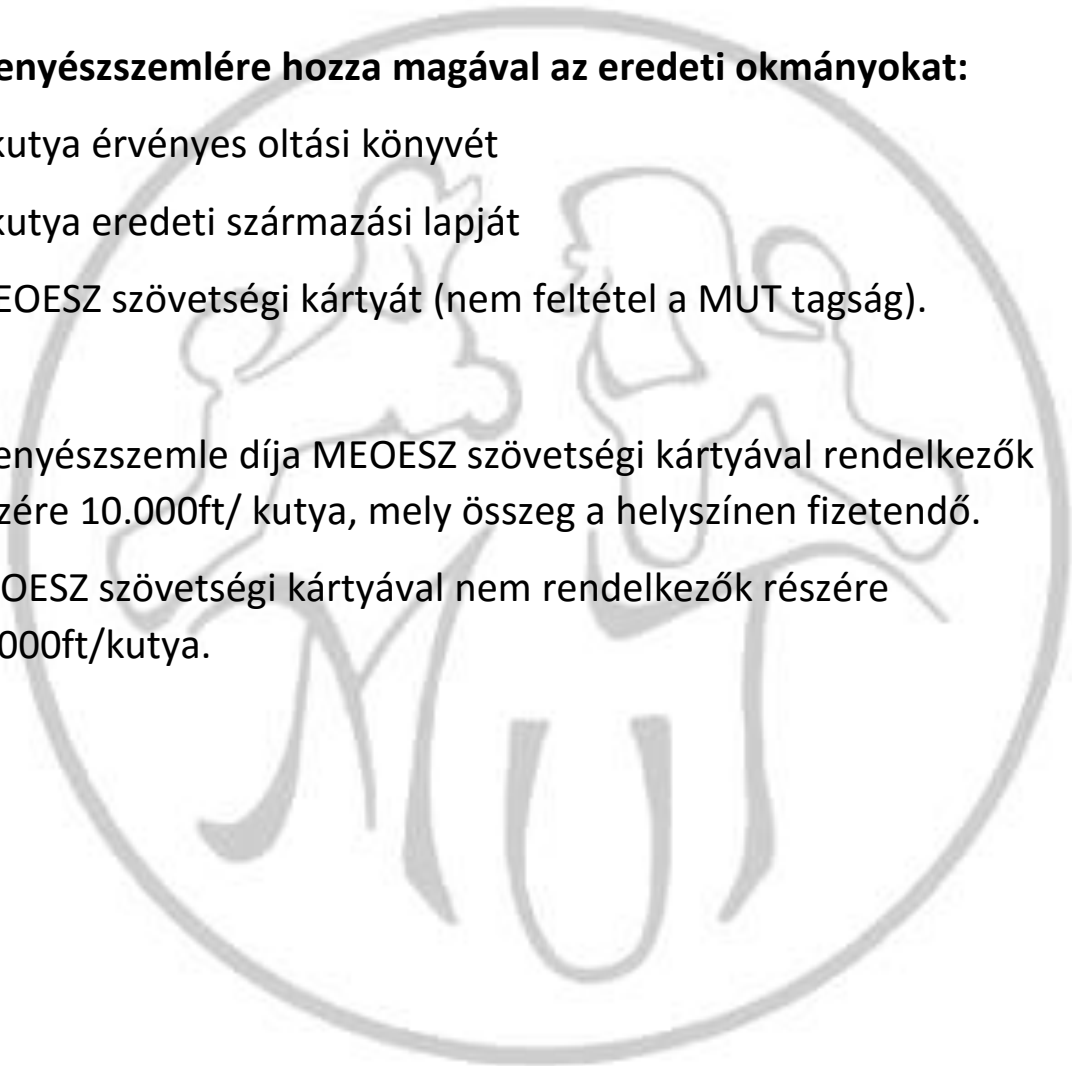 enyészszemlére hozza magával az eredeti okmányokat:
kutya érvényes oltási könyvét
kutya eredeti származási lapját
EOESZ szövetségi kártyát (nem feltétel a MUT tagság).
enyészszemle díja MEOESZ szövetségi kártyával rendelkezők
zére 10.000ft/ kutya, mely összeg a helyszínen fizetendő.
OESZ szövetségi kártyával nem rendelkezők részére
000ft/kutya.
MUT